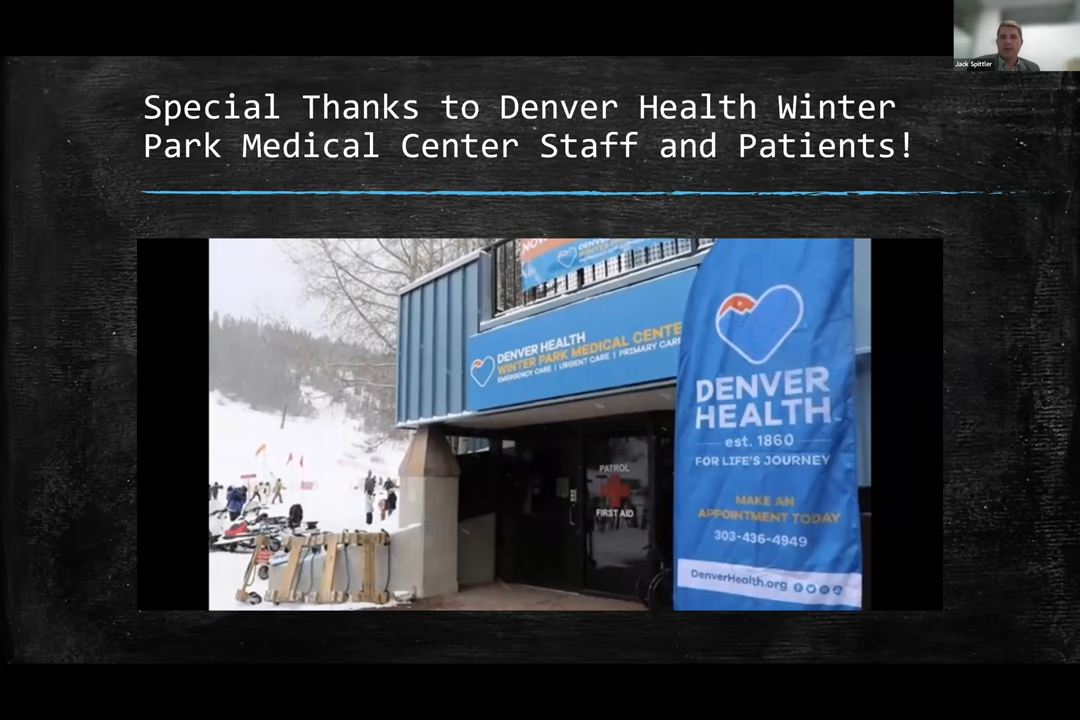 Jack Spittler
Special Thanks to Denver Health Winter
Park Medical Center Staff and Patients!
NOW
DENVER HEALTH
WINTER PARK MEDICAL CENTE
EMERGENCY CARE | URGENT CARE | PRIMARY CARE
PATROL
FIRST AID
DENVER
HEALTH
est. 1860
FOR LIFE'S JOURNEY
MAKE AN
APPOINTMENT TODAY
303-436-4949
DenverHealth.org